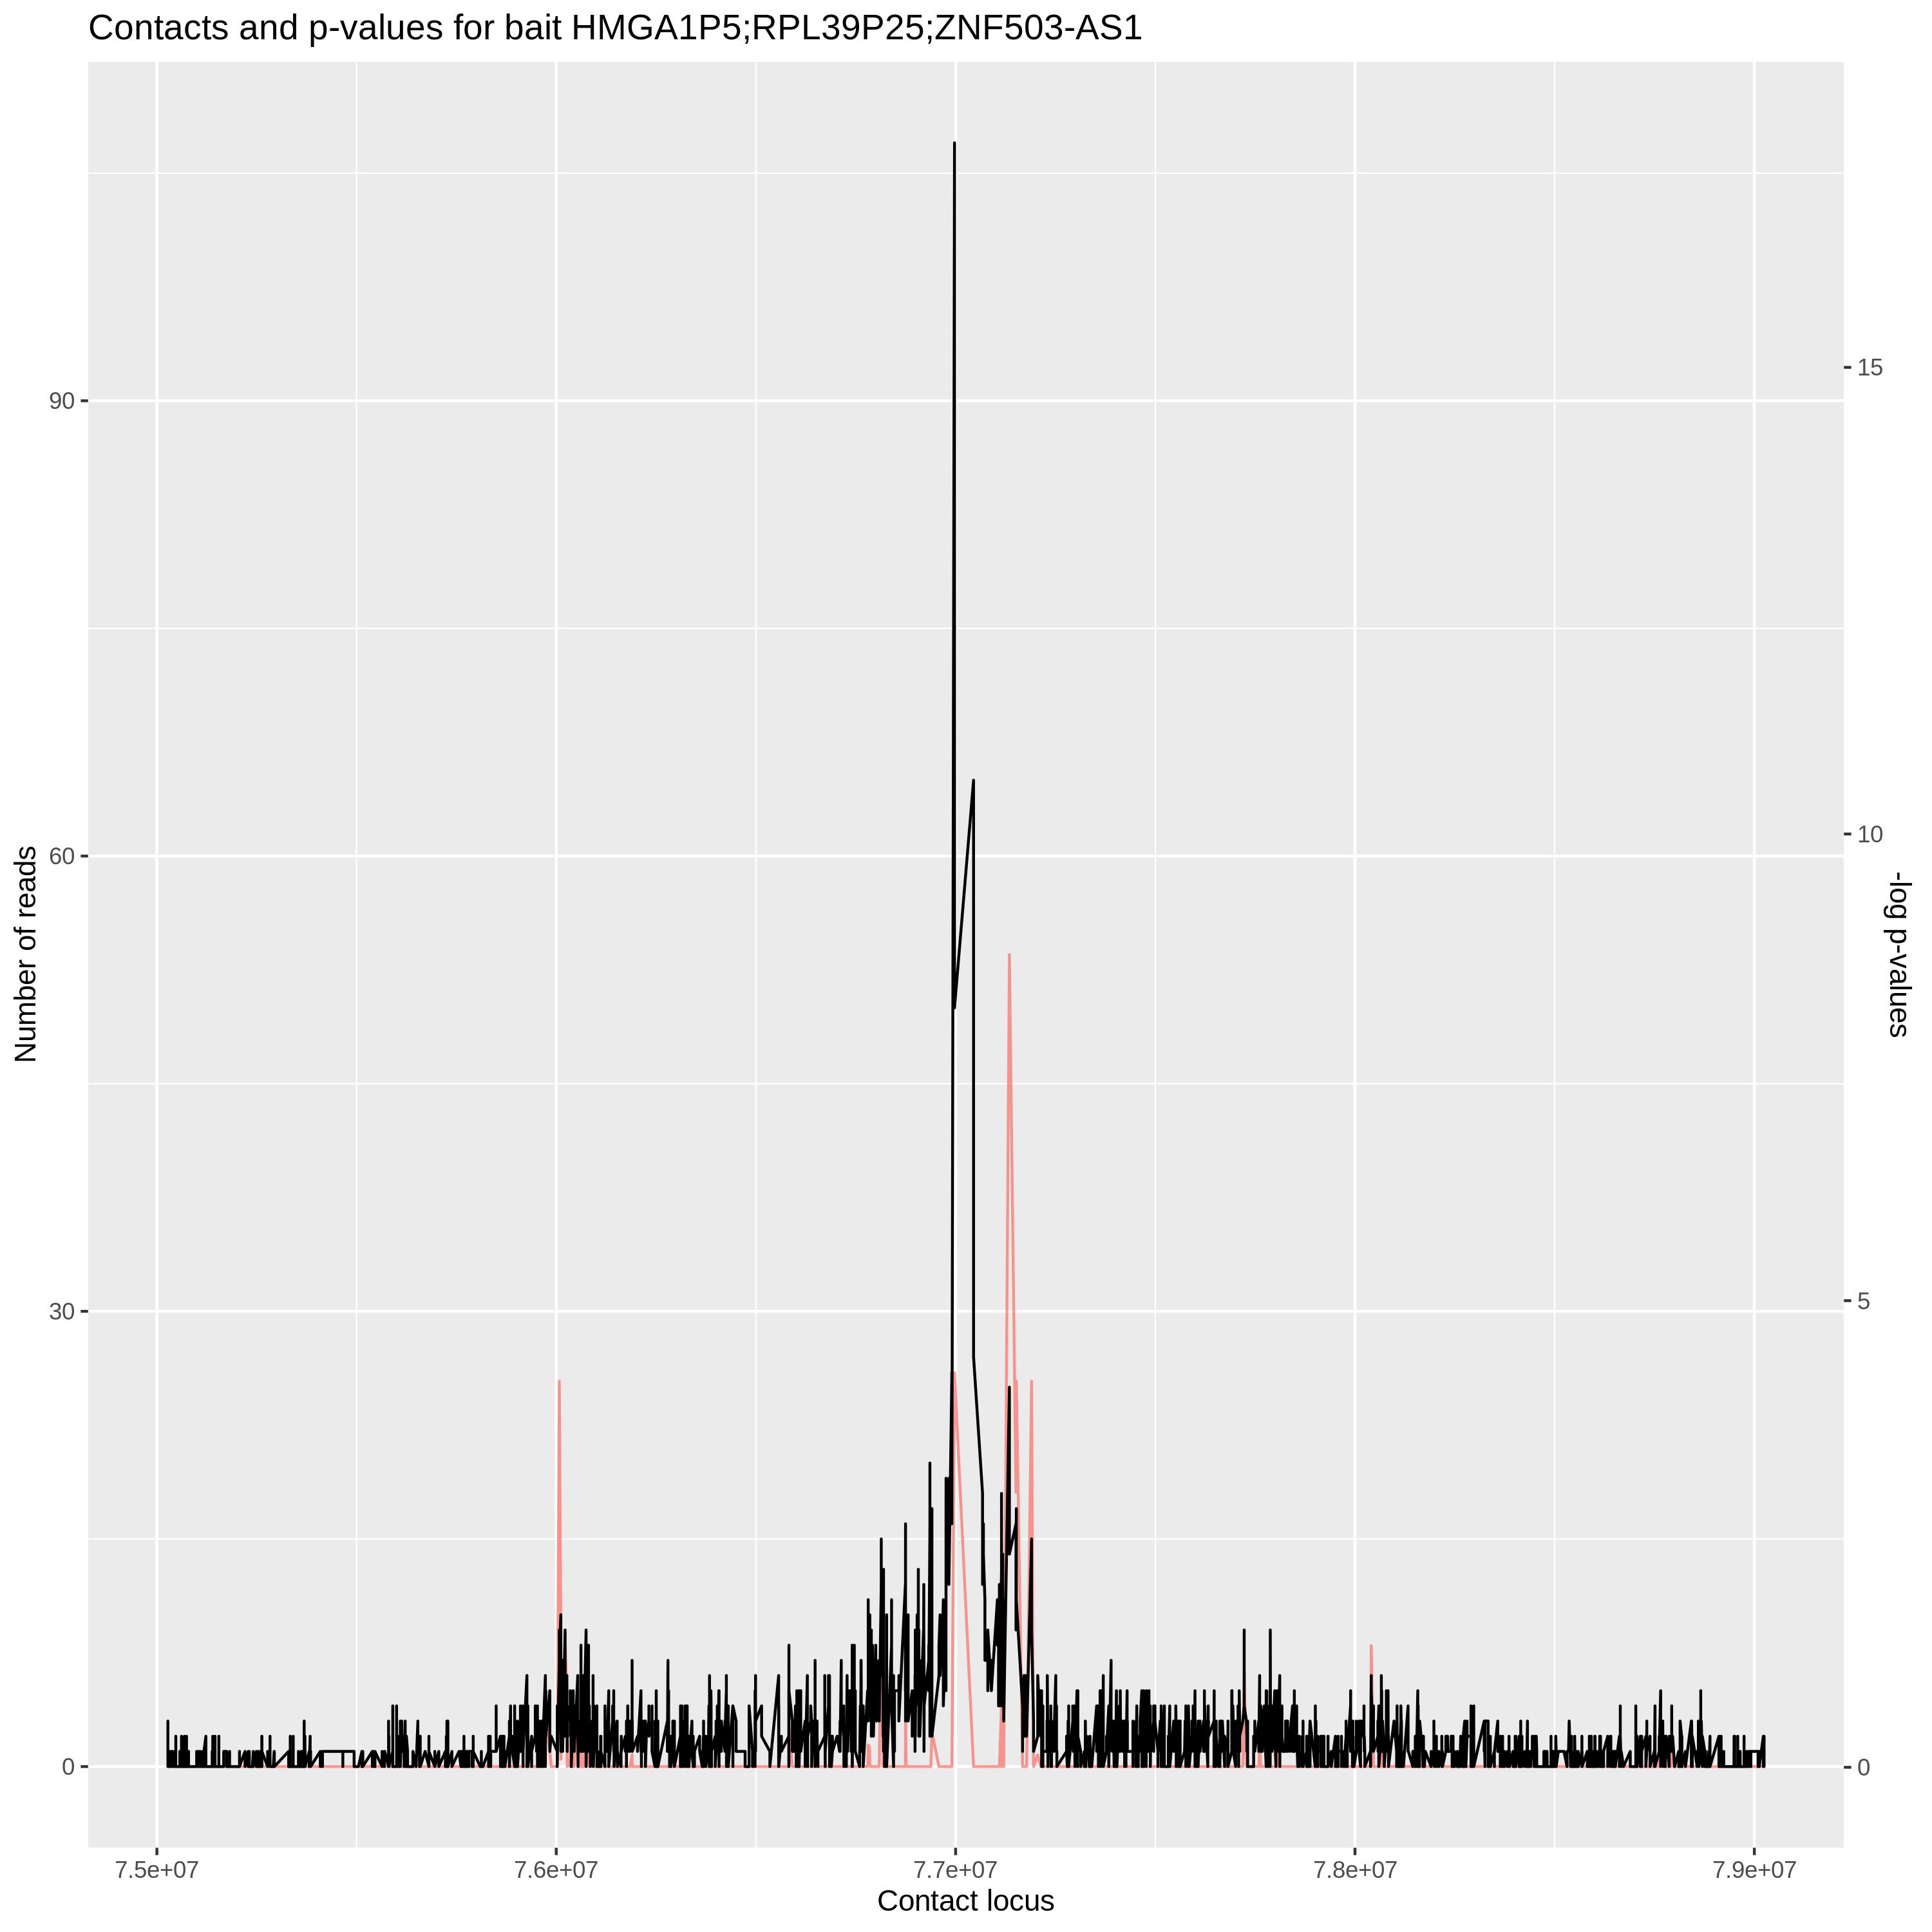 Contacts and p-values for bait HMGA1P5;RPL39P25;ZNF503-AS1
Number of reads
90
60
30
0
15
10
5
0
-log p-values
7.5e+07 7.6e+07 7.7e+07 7.8e+07 7.9e+07
Contact locus